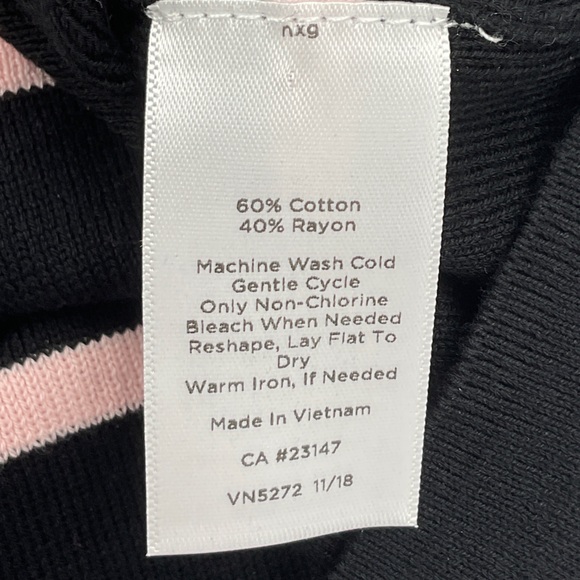 nxg
60% Cotton
40% Rayon
Machine Wash Cold
Gentle Cycle
Only Non-Chlorine
Bleach When Needed
Reshape, Lay Flat To
Dry
Warm Iron, If Needed
Made In Vietnam
CA #23147
VN5272 11/18